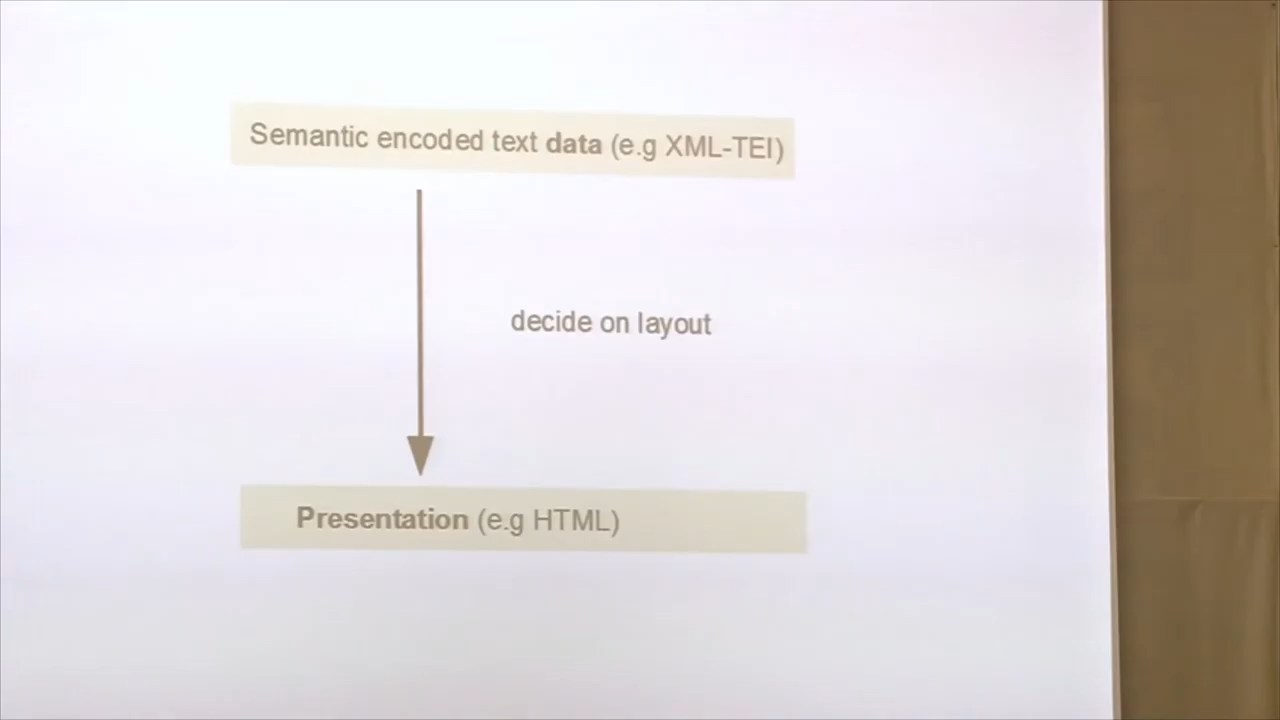 Semantic encoded text data (e.g XML-TEI)
decide on layout
Presentation (e.g HTML)